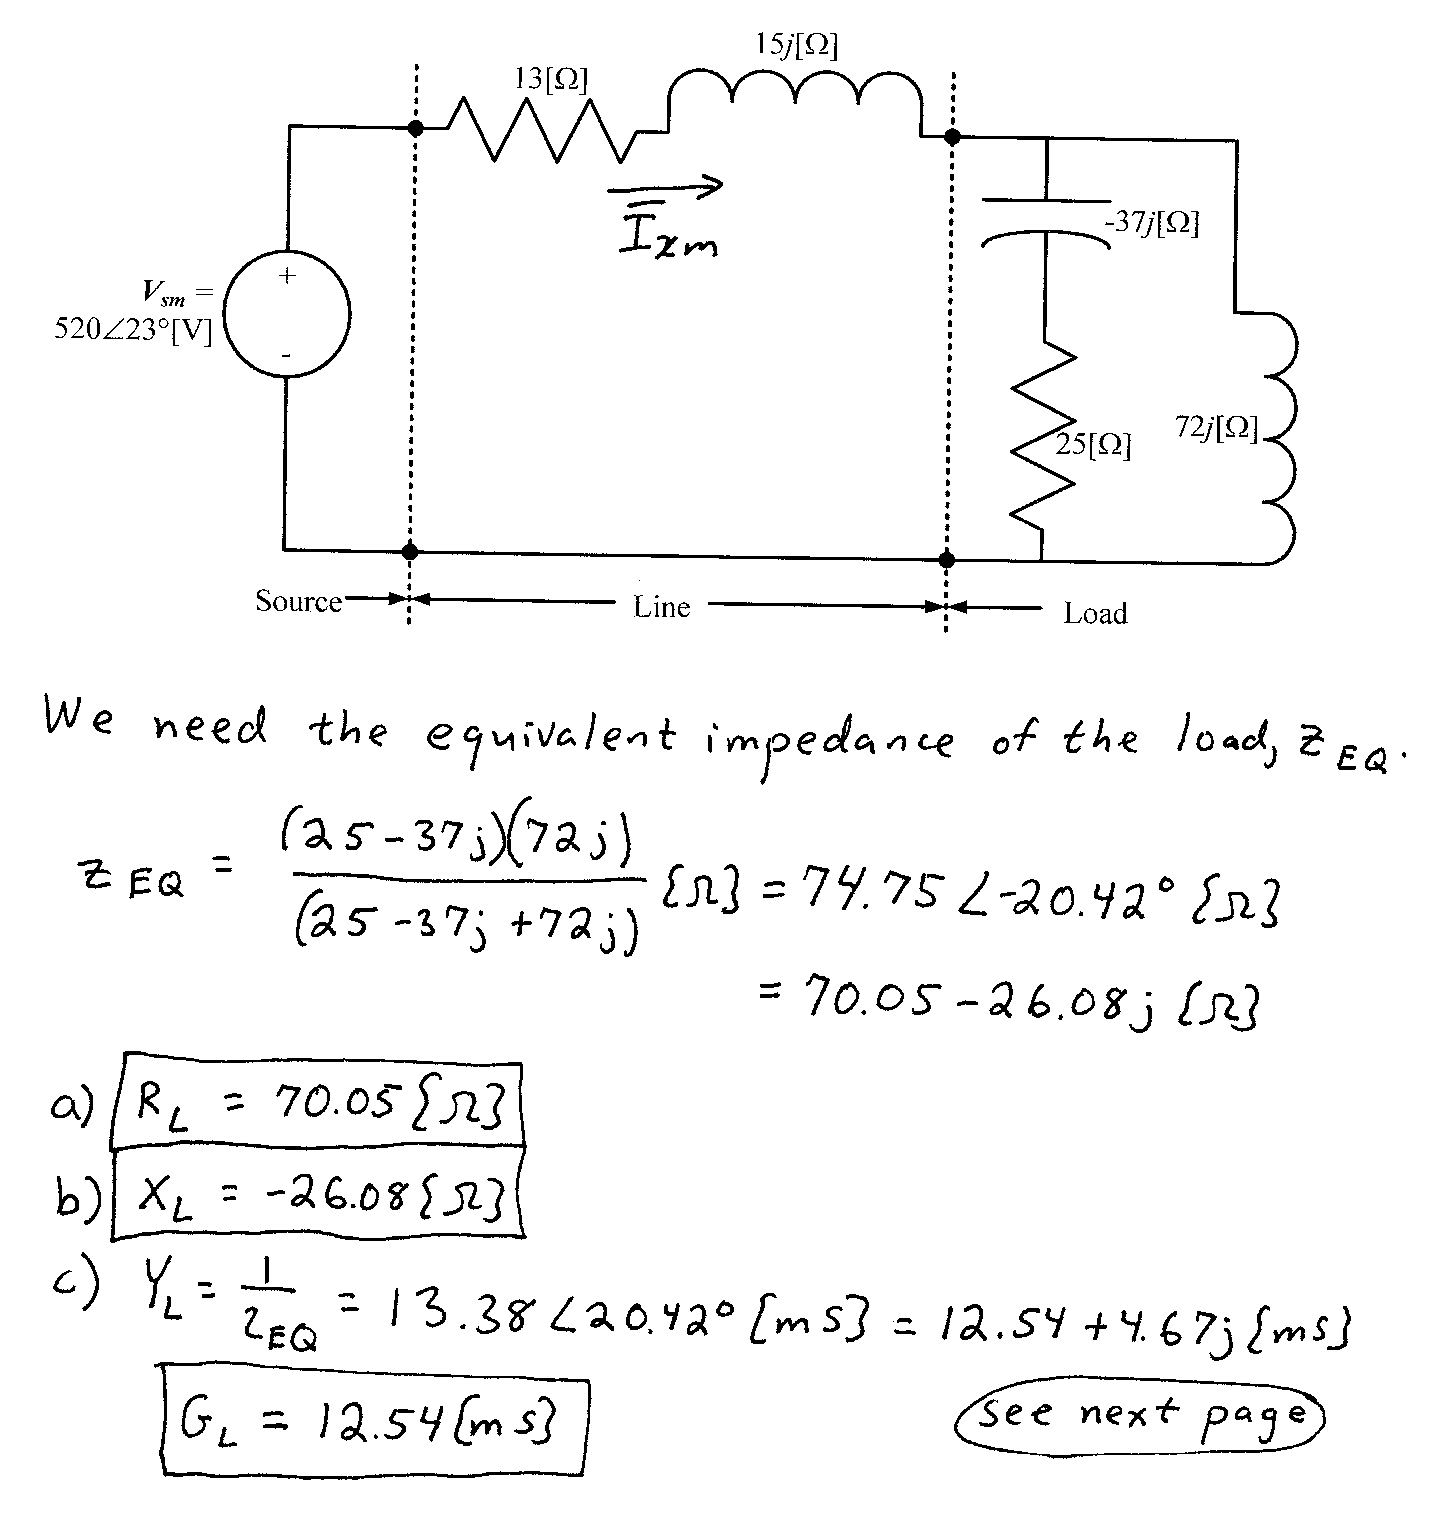 15j[Ω]
13[Ω]
I̅xm
-37j[Ω]
Vsm =
520∠23°[V]
+
-
25[Ω]
72j[Ω]
Source
Line
Load
We need the equivalent impedance of the load, Z EQ.
Z EQ = (25-37j)(72j) / (25-37j+72j) [Ω] = 74.75 ∠-20.42° [Ω]
= 70.05 - 26.08j [Ω]
a) RL = 70.05 [Ω]
b) XL = -26.08 [Ω]
c) YL = 1/ZEQ = 13.38 ∠20.42° [mS] = 12.54 + 4.67j [mS]
GL = 12.54 [mS]
see next page